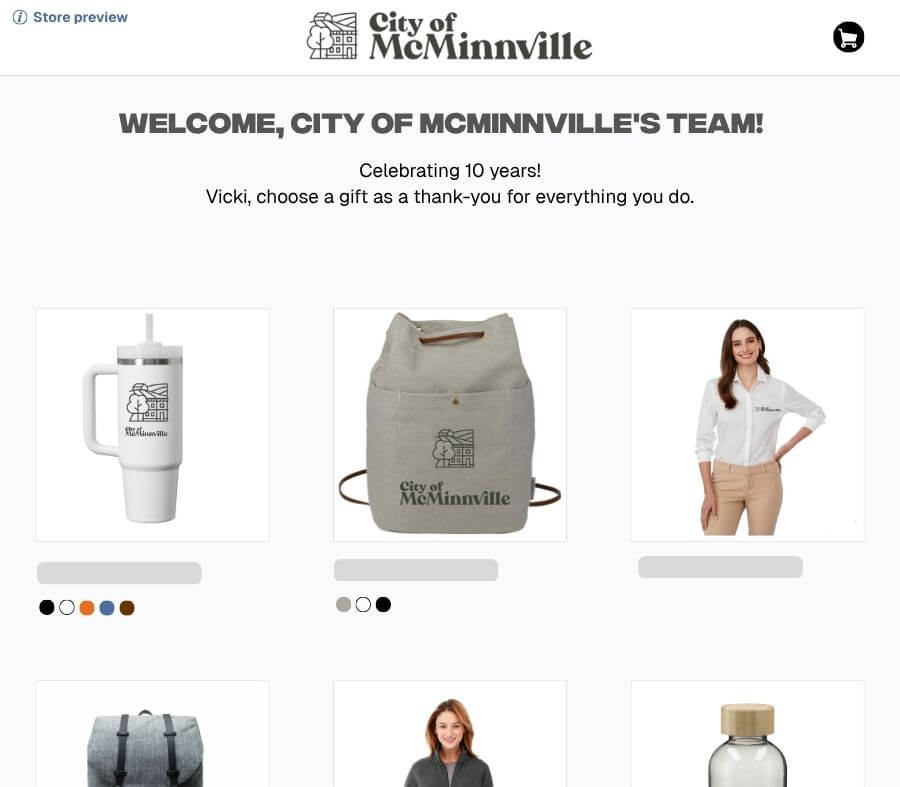 Store preview
City of
McMinnville
WELCOME, CITY OF MCMINNVILLE'S TEAM!
Celebrating 10 years!
Vicki, choose a gift as a thank-you for everything you do.
City of
McMinnville
City of
McMinnville